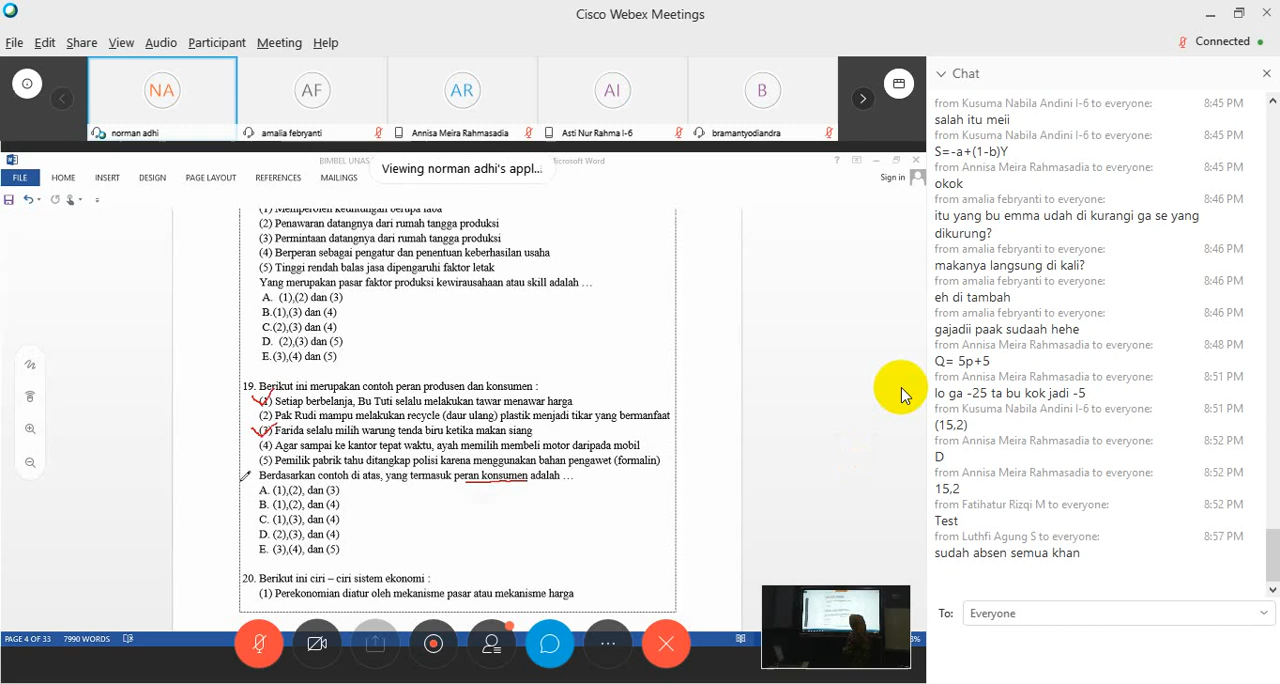 Cisco Webex Meetings
File Edit Share View Audio Participant Meeting Help
Connected
NA
AF
AR
AI
B
norman adhi
amalia febryanti
Annisa Meira Rahmasadia
Asti Nur Rahma I-6
bramantyodiandra
BIMBEL UNAS
Microsoft Word
Viewing norman adhi's appl...
FILE HOME INSERT DESIGN PAGE LAYOUT REFERENCES MAILINGS
Sign in
(1) Memperoleh keuntungan berupa laba
(2) Penawaran datangnya dari rumah tangga produksi
(3) Permintaan datangnya dari rumah tangga produksi
(4) Berperan sebagai pengatur dan penentuan keberhasilan usaha
(5) Tinggi rendah balas jasa dipengaruhi faktor letak
Yang merupakan pasar faktor produksi kewirausahaan atau skill adalah …
A. (1),(2) dan (3)
B.(1),(3) dan (4)
C.(2),(3) dan (4)
D. (2),(3) dan (5)
E.(3),(4) dan (5)
19. Berikut ini merupakan contoh peran produsen dan konsumen :
(1) Setiap berbelanja, Bu Tuti selalu melakukan tawar menawar harga
(2) Pak Rudi mampu melakukan recycle (daur ulang) plastik menjadi tikar yang bermanfaat
(3) Farida selalu milih warung tenda biru ketika makan siang
(4) Agar sampai ke kantor tepat waktu, ayah memilih membeli motor daripada mobil
(5) Pemilik pabrik tahu ditangkap polisi karena menggunakan bahan pengawet (formalin)
Berdasarkan contoh di atas, yang termasuk peran konsumen adalah …
A. (1),(2), dan (3)
B. (1),(2), dan (4)
C. (1),(3), dan (4)
D. (2),(3), dan (4)
E. (3),(4), dan (5)
20. Berikut ini ciri – ciri sistem ekonomi :
(1) Perekonomian diatur oleh mekanisme pasar atau mekanisme harga
PAGE 4 OF 33 7990 WORDS
Chat
from Kusuma Nabila Andini I-6 to everyone: 8:45 PM
salah itu meii
from Kusuma Nabila Andini I-6 to everyone: 8:45 PM
S=-a+(1-b)Y
from Annisa Meira Rahmasadia to everyone: 8:45 PM
okok
from amalia febryanti to everyone: 8:46 PM
itu yang bu emma udah di kurangi ga se yang
dikurung?
from amalia febryanti to everyone: 8:46 PM
makanya langsung di kali?
from amalia febryanti to everyone: 8:46 PM
eh di tambah
from amalia febryanti to everyone: 8:46 PM
gajadii paak sudaah hehe
from Annisa Meira Rahmasadia to everyone: 8:48 PM
Q= 5p+5
from Annisa Meira Rahmasadia to everyone: 8:51 PM
lo ga -25 ta bu kok jadi -5
from Kusuma Nabila Andini I-6 to everyone: 8:51 PM
(15,2)
from Annisa Meira Rahmasadia to everyone: 8:52 PM
D
from Annisa Meira Rahmasadia to everyone: 8:52 PM
15,2
from Fatihatur Rizqi M to everyone: 8:52 PM
Test
from Luthfi Agung S to everyone: 8:57 PM
sudah absen semua khan
To: Everyone